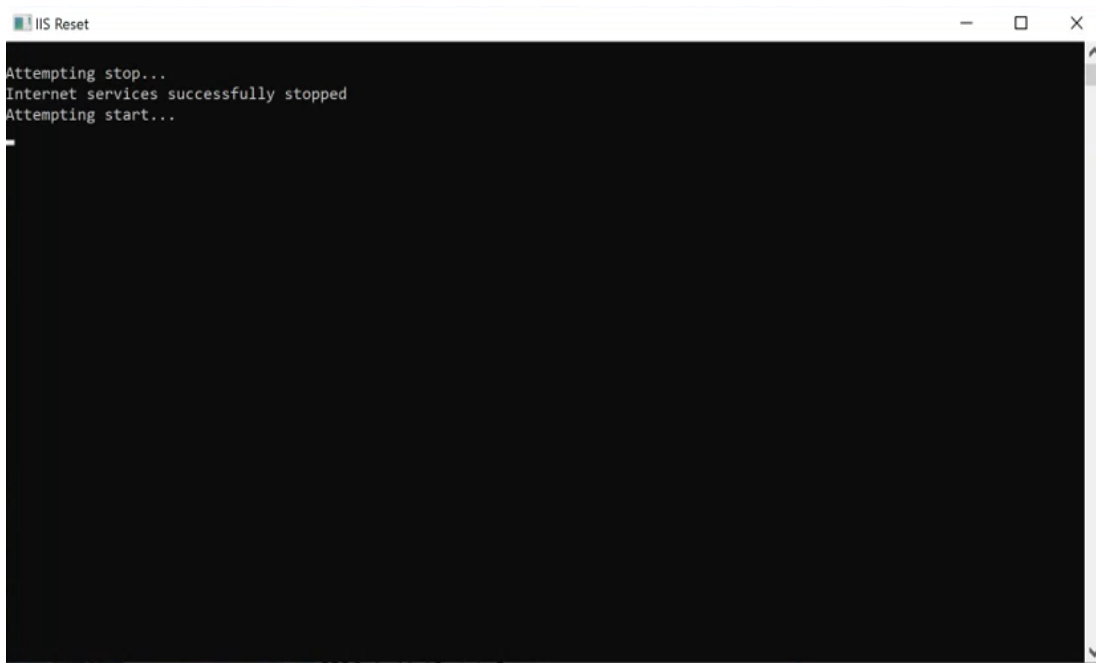 IIS Reset
Attempting stop...
Internet services successfully stopped
Attempting start...